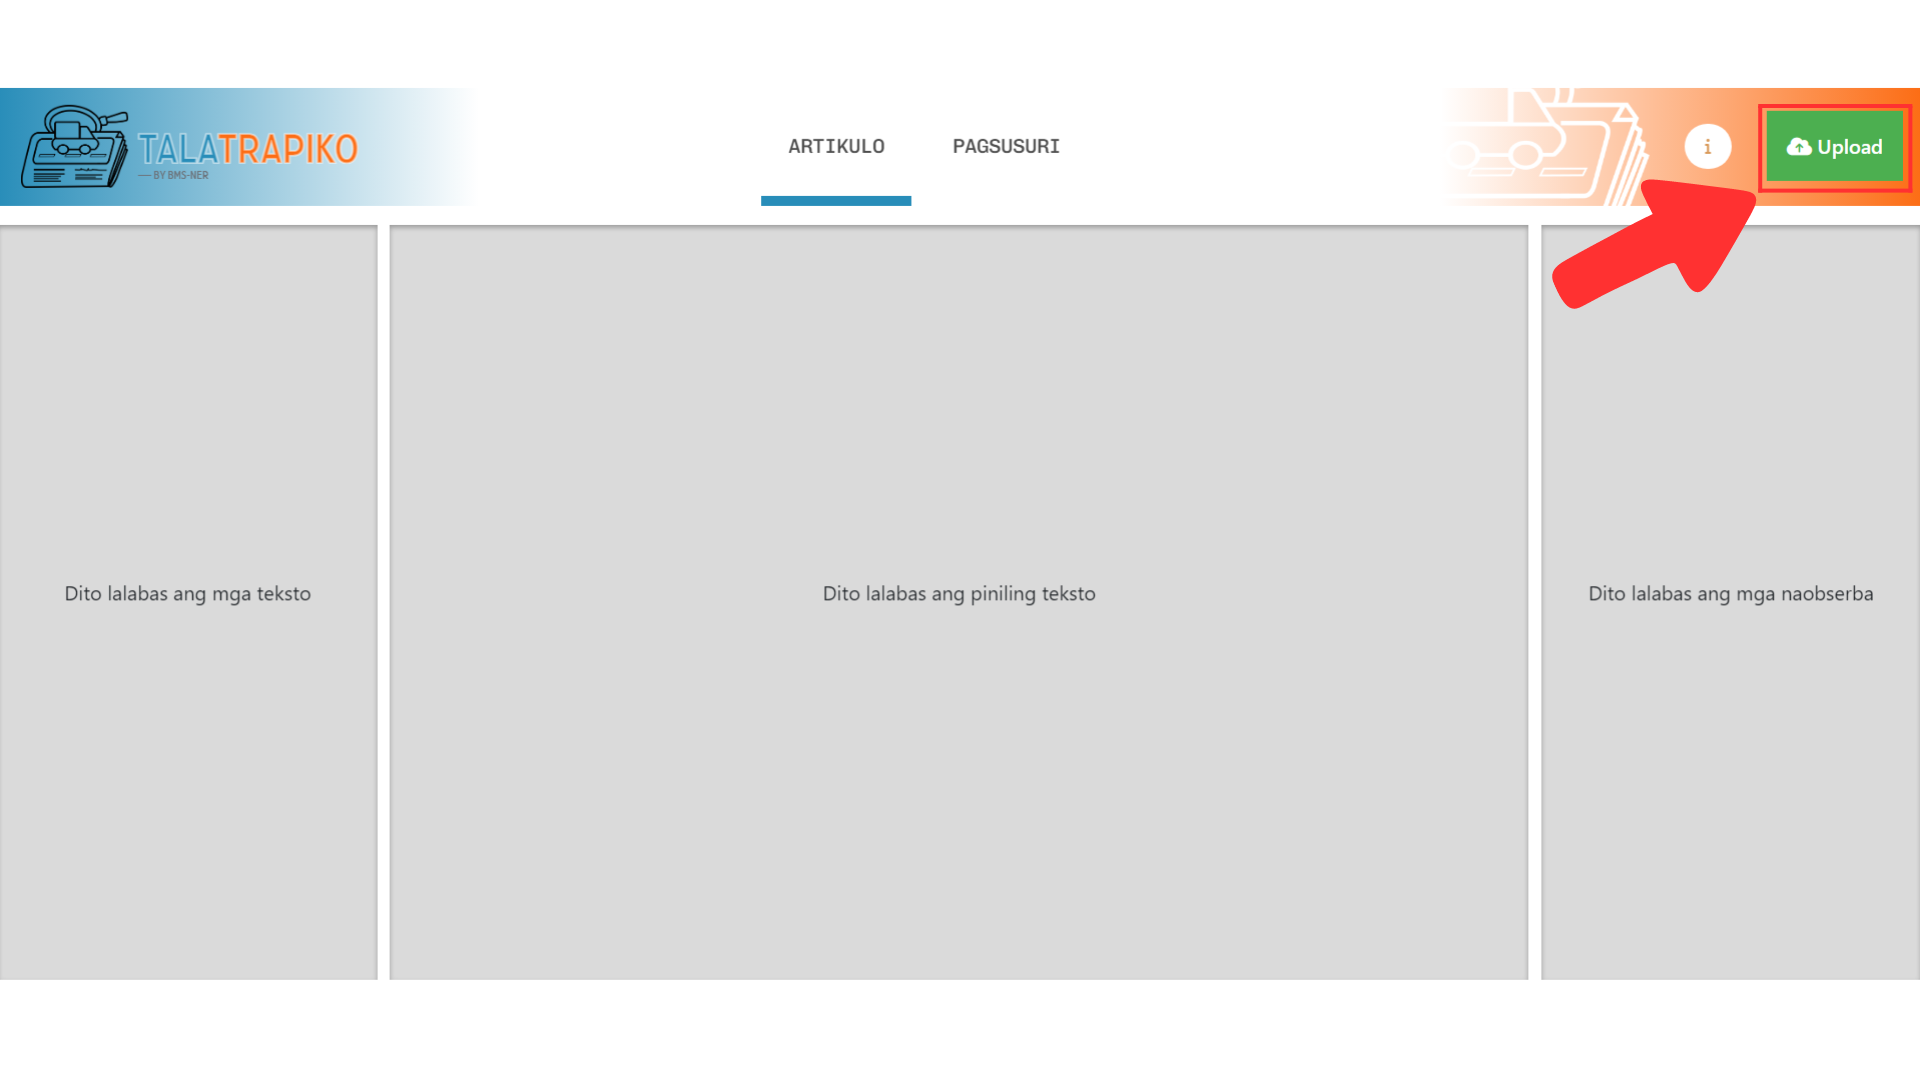 TALATRAPIKO
— BY BMS-NER
ARTIKULO
PAGSUSURI
i
Upload
Dito lalabas ang mga teksto
Dito lalabas ang piniling teksto
Dito lalabas ang mga naobserba